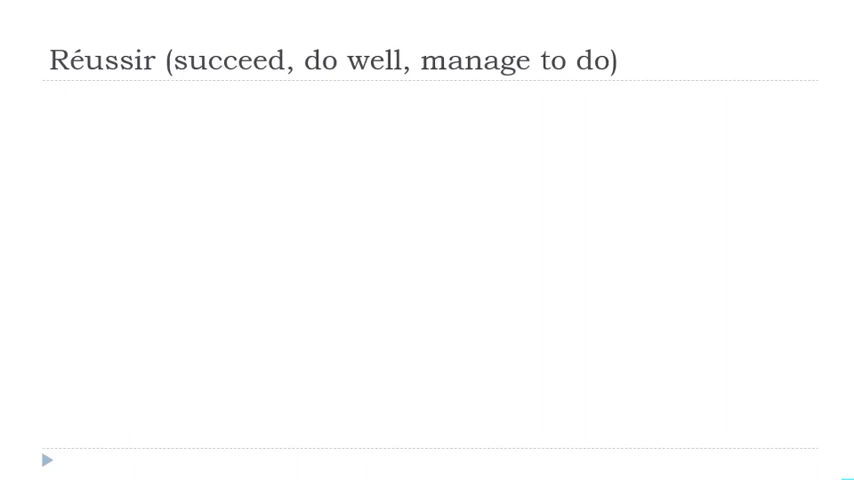 Réussir (succeed, do well, manage to do)